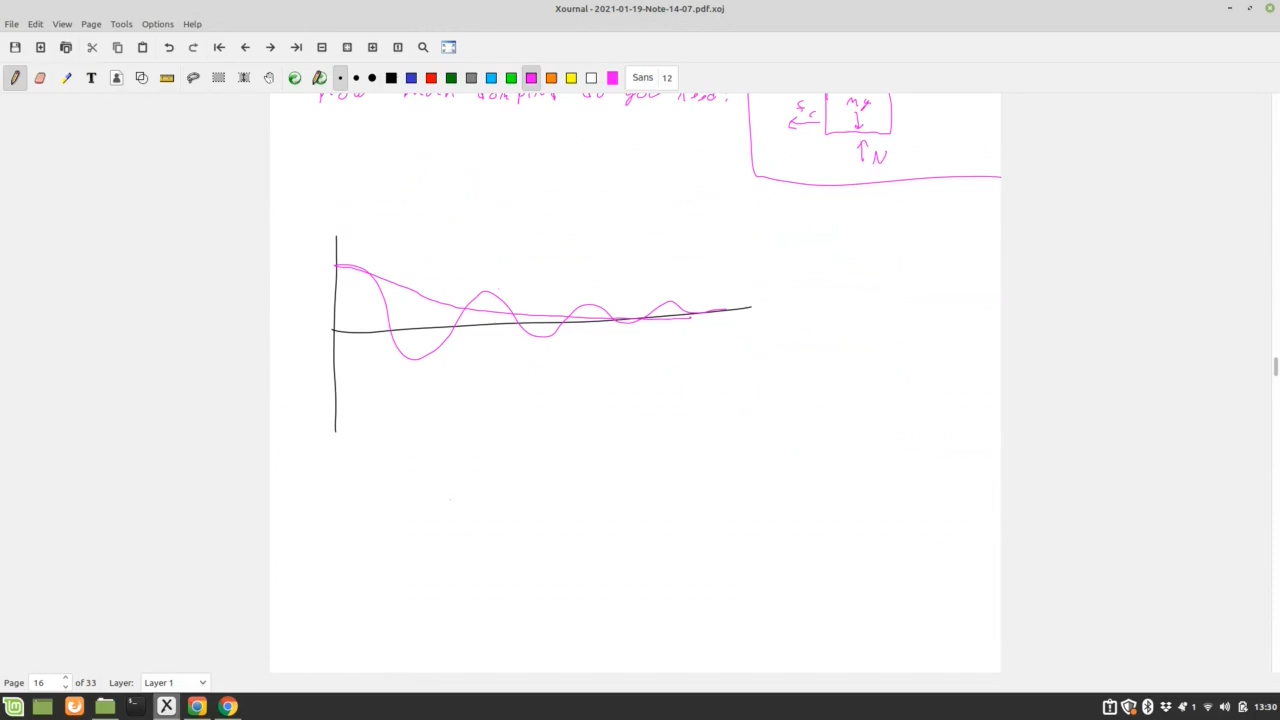 Xournal - 2021-01-19-Note-14-07.pdf.xoj
File Edit View Page Tools Options Help
Sans 12
How much damping do you need?
f c
mg
N
Page 16 of 33 Layer: Layer 1
1 13:30